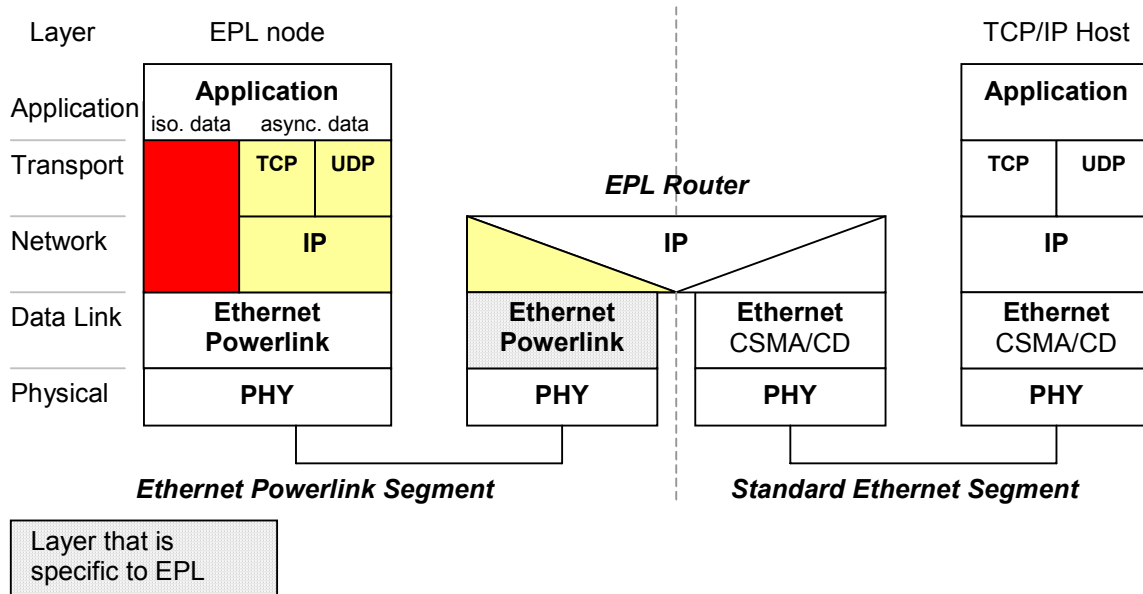 Layer
EPL node
TCP/IP Host
Application
Application
iso. data async. data
Application
Transport
TCP UDP
EPL Router
TCP UDP
Network
IP
IP
IP
Data Link
Ethernet
Powerlink
Ethernet
Powerlink
Ethernet
CSMA/CD
Ethernet
CSMA/CD
Physical
PHY
PHY
PHY
PHY
Ethernet Powerlink Segment
Standard Ethernet Segment
Layer that is
specific to EPL